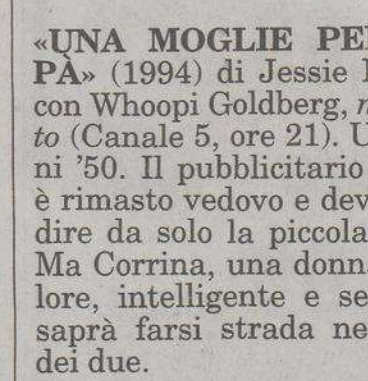 «UNA MOGLIE PE
PÀ» (1994) di Jessie
con Whoopi Goldberg,
to (Canale 5, ore 21). U
ni '50. Il pubblicitario
è rimasto vedovo e dev
dire da solo la piccola
Ma Corrina, una donn
lore, intelligente e se
saprà farsi strada ne
dei due.